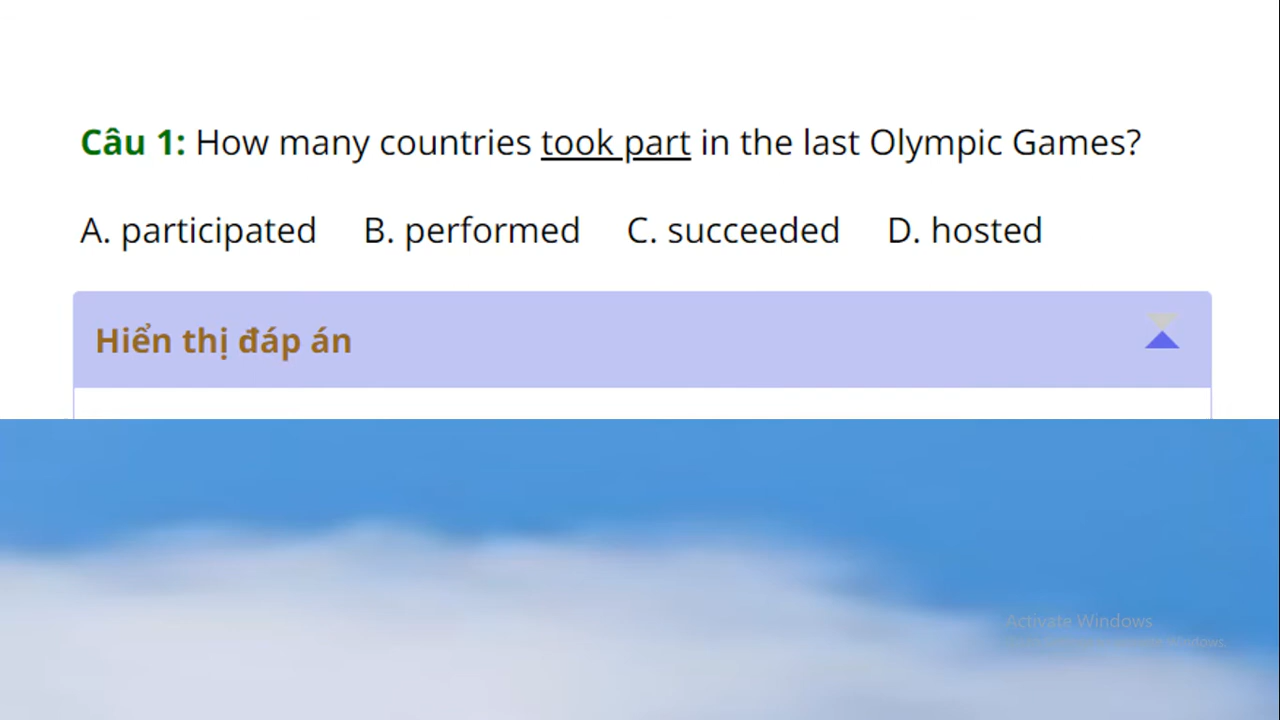 Câu 1: How many countries took part in the last Olympic Games?
A. participated B. performed C. succeeded D. hosted
Hiển thị đáp án
Activate Windows
Windows.